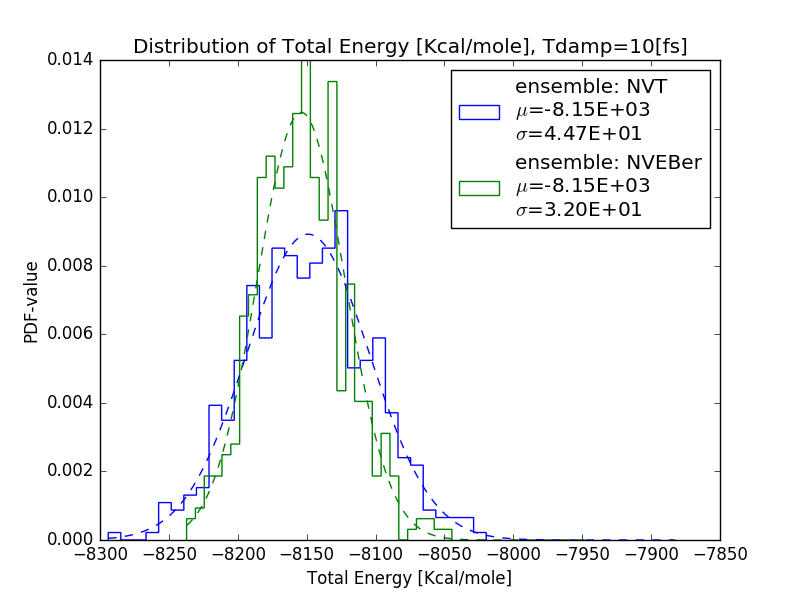 Distribution of Total Energy [Kcal/mole], Tdamp=10[fs]
0.014
0.012
0.010
0.008
0.006
0.004
0.002
0.000
PDF-value
ensemble: NVT
μ=-8.15E+03
σ=4.47E+01
ensemble: NVEBer
μ=-8.15E+03
σ=3.20E+01
−8300 −8250 −8200 −8150 −8100 −8050 −8000 −7950 −7900 −7850
Total Energy [Kcal/mole]